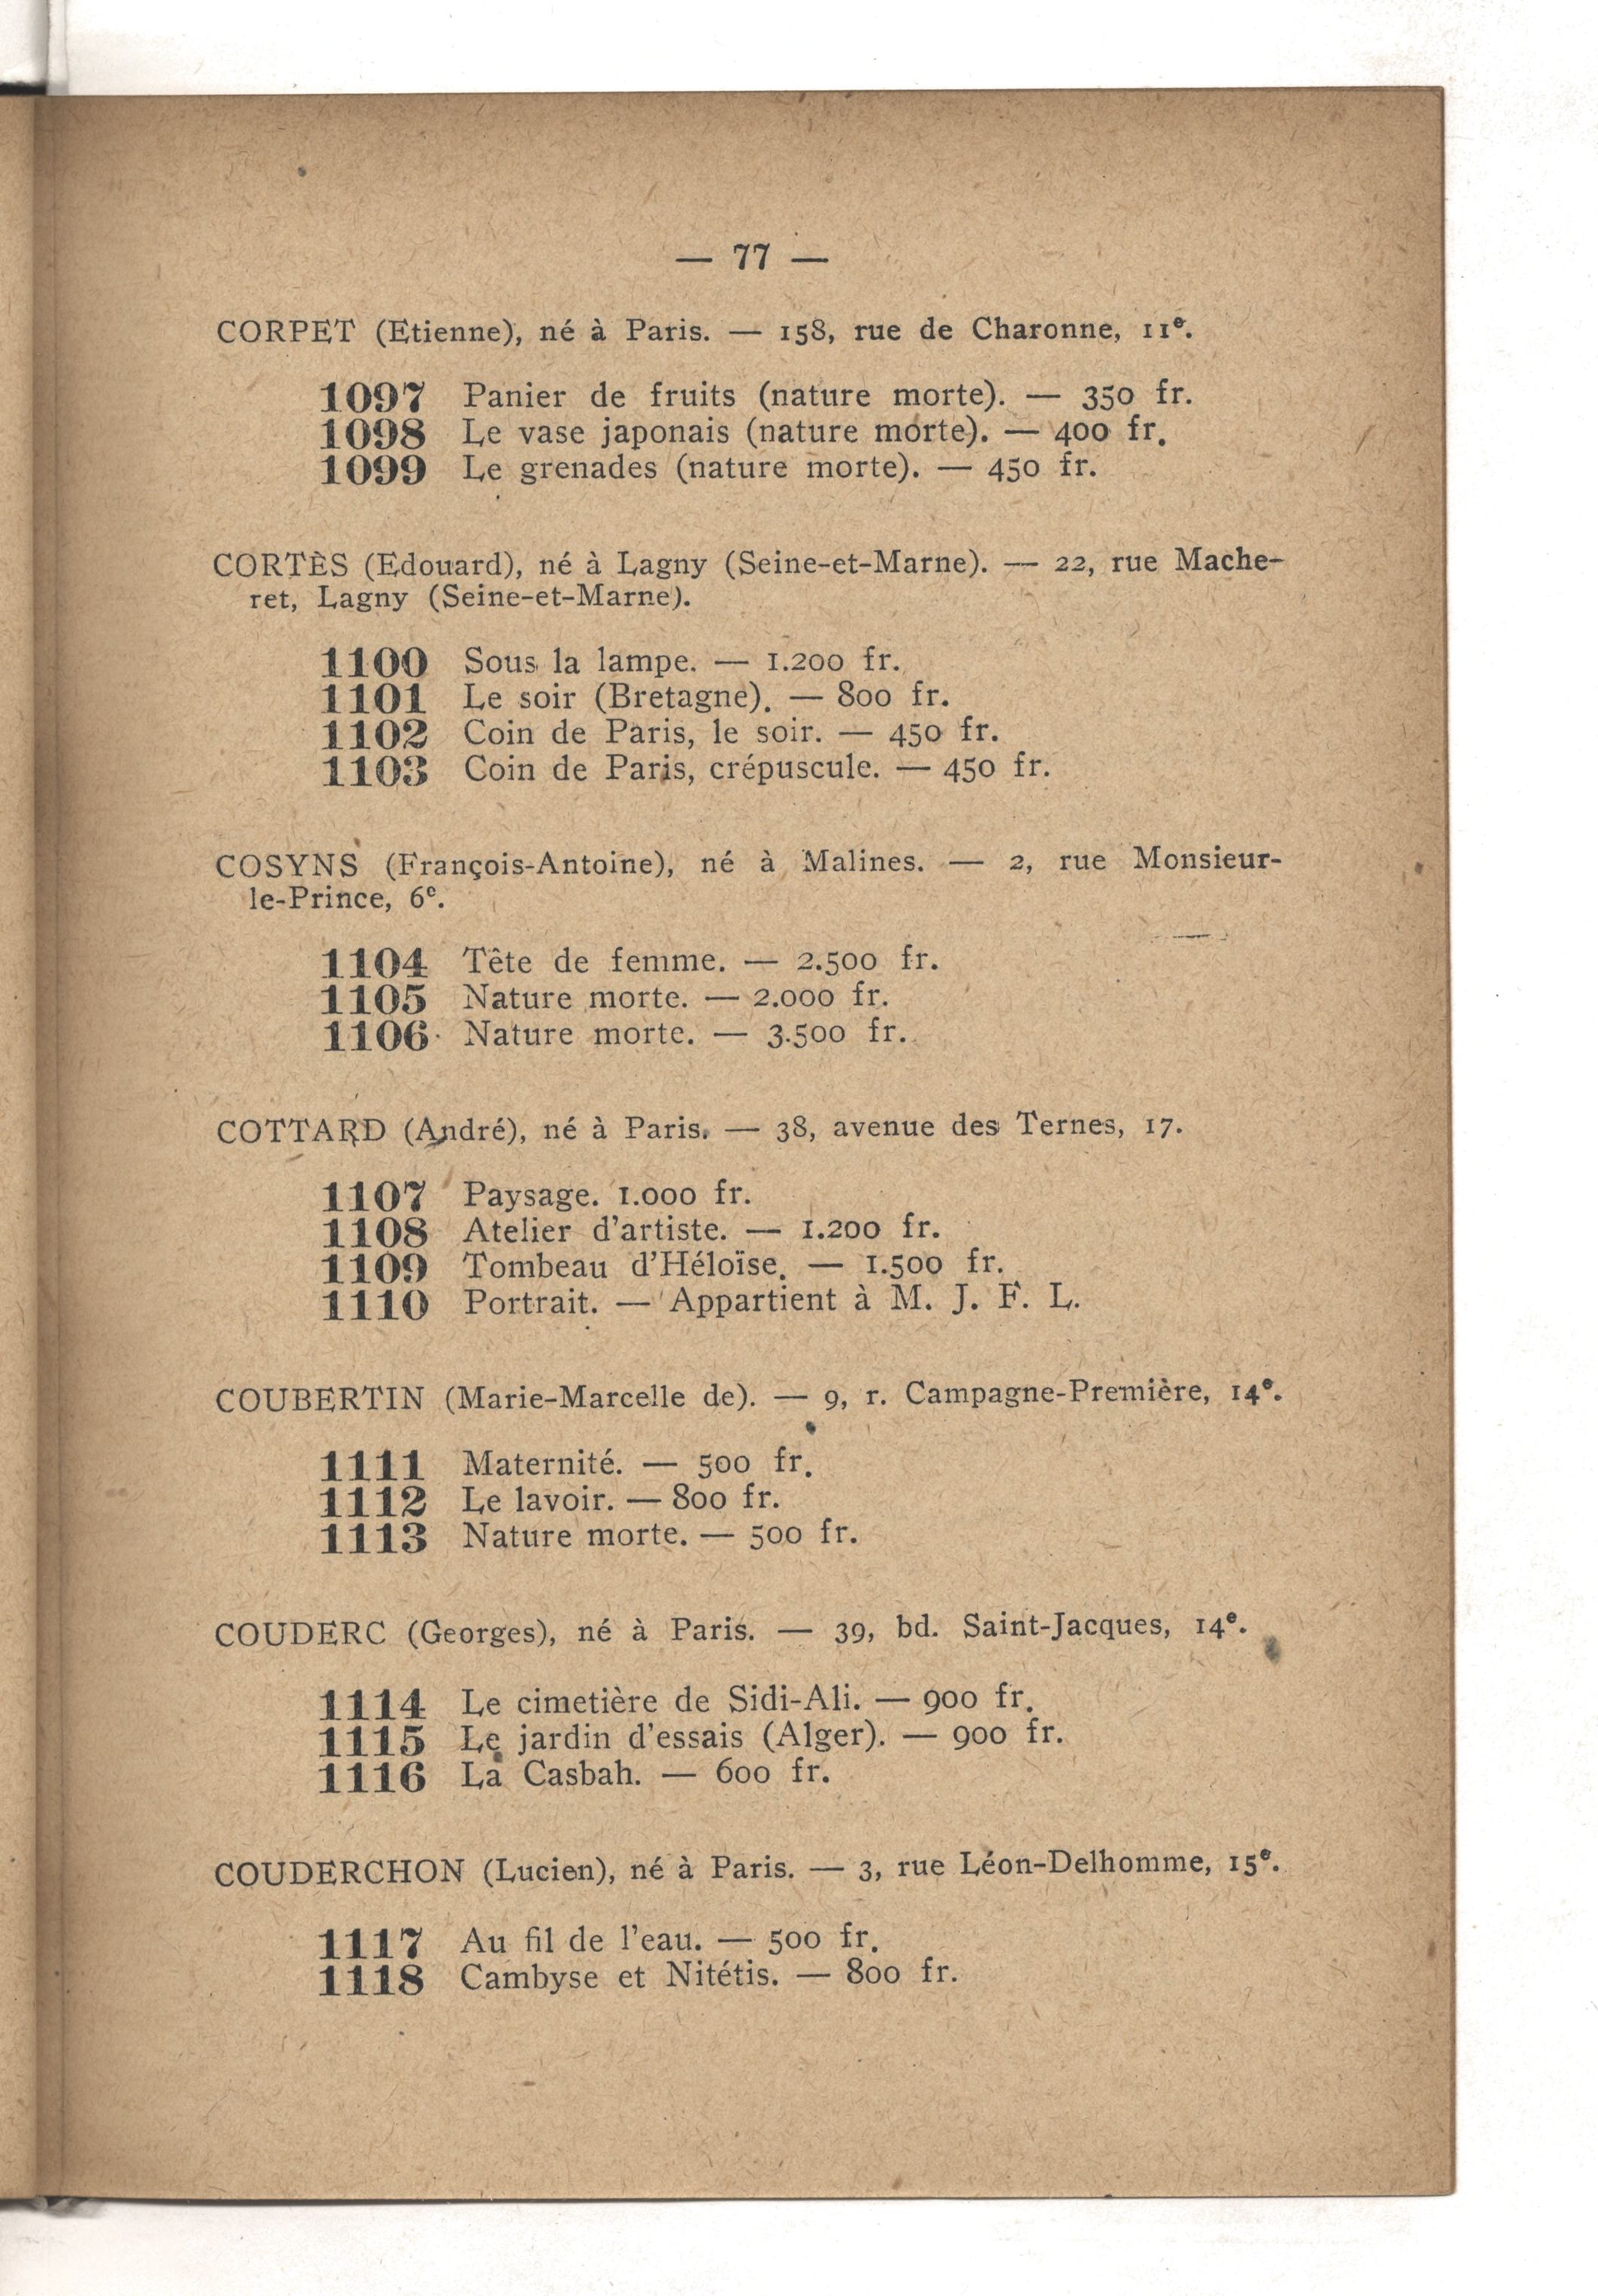 — 77 —
CORPET (Etienne), né à Paris. — 158, rue de Charonne, 11e.
1097 Panier de fruits (nature morte). — 350 fr.
1098 Le vase japonais (nature morte). — 400 fr.
1099 Le grenades (nature morte). — 450 fr.
CORTÈS (Edouard), né à Lagny (Seine-et-Marne). — 22, rue Mache-
ret, Lagny (Seine-et-Marne).
1100 Sous la lampe. — 1.200 fr.
1101 Le soir (Bretagne). — 800 fr.
1102 Coin de Paris, le soir. — 450 fr.
1103 Coin de Paris, crépuscule. — 450 fr.
COSYNS (François-Antoine), né à Malines. — 2, rue Monsieur-
le-Prince, 6e.
1104 Tête de femme. — 2.500 fr.
1105 Nature morte. — 2.000 fr.
1106 Nature morte. — 3.500 fr.
COTTARD (André), né à Paris. — 38, avenue des Ternes, 17.
1107 Paysage. 1.000 fr.
1108 Atelier d'artiste. — 1.200 fr.
1109 Tombeau d'Héloïse. — 1.500 fr.
1110 Portrait. — Appartient à M. J. F. L.
COUBERTIN (Marie-Marcelle de). — 9, r. Campagne-Première, 14e.
1111 Maternité. — 500 fr.
1112 Le lavoir. — 800 fr.
1113 Nature morte. — 500 fr.
COUDERC (Georges), né à Paris. — 39, bd. Saint-Jacques, 14e.
1114 Le cimetière de Sidi-Ali. — 900 fr.
1115 Le jardin d'essais (Alger). — 900 fr.
1116 La Casbah. — 600 fr.
COUDERCHON (Lucien), né à Paris. — 3, rue Léon-Delhomme, 15e.
1117 Au fil de l'eau. — 500 fr.
1118 Cambyse et Nitétis. — 800 fr.